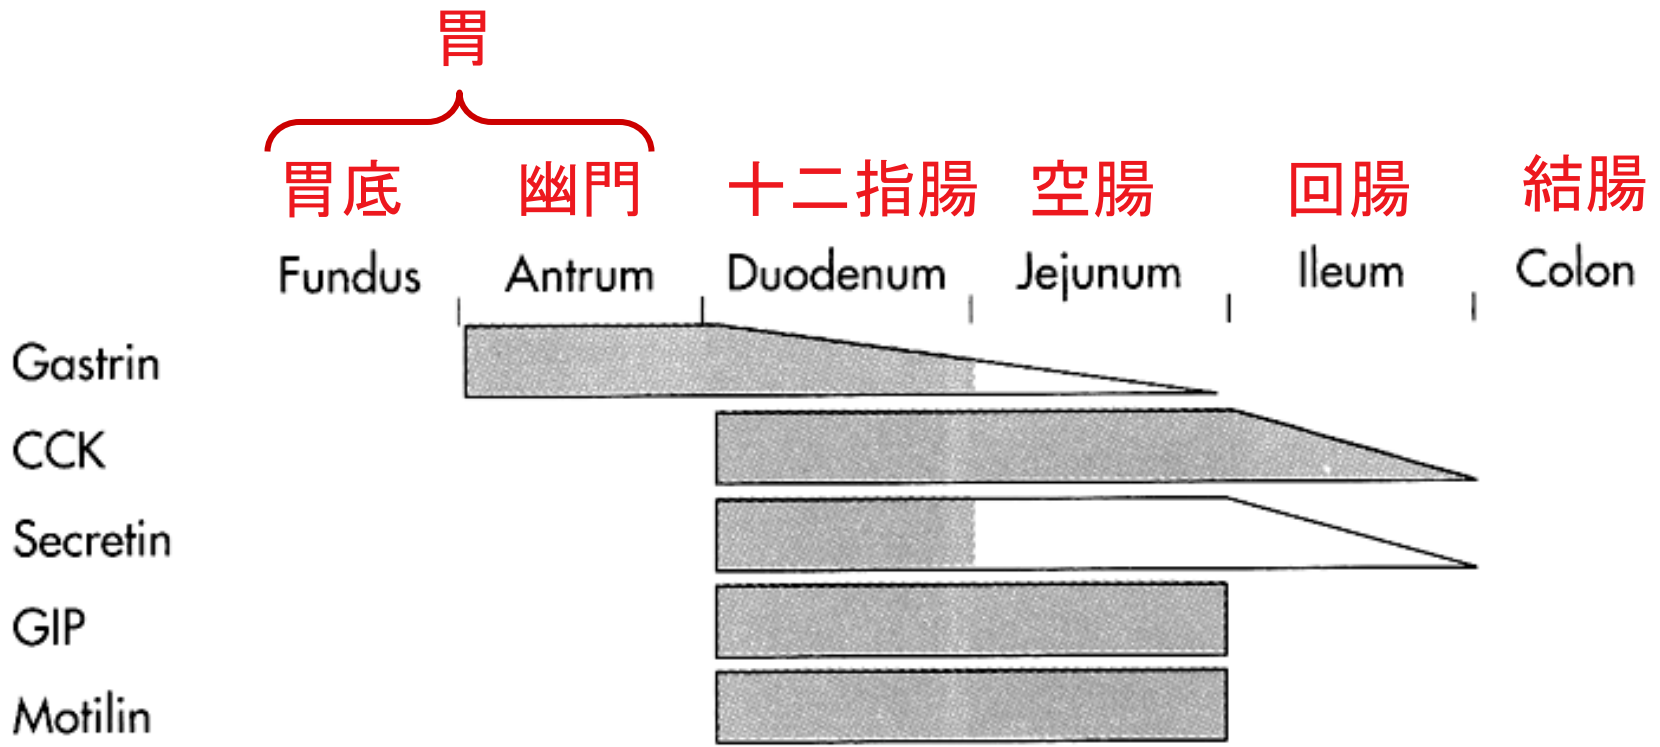 胃
胃底 幽門 十二指腸 空腸 回腸 結腸
Fundus Antrum Duodenum Jejunum Ileum Colon
Gastrin
CCK
Secretin
GIP
Motilin